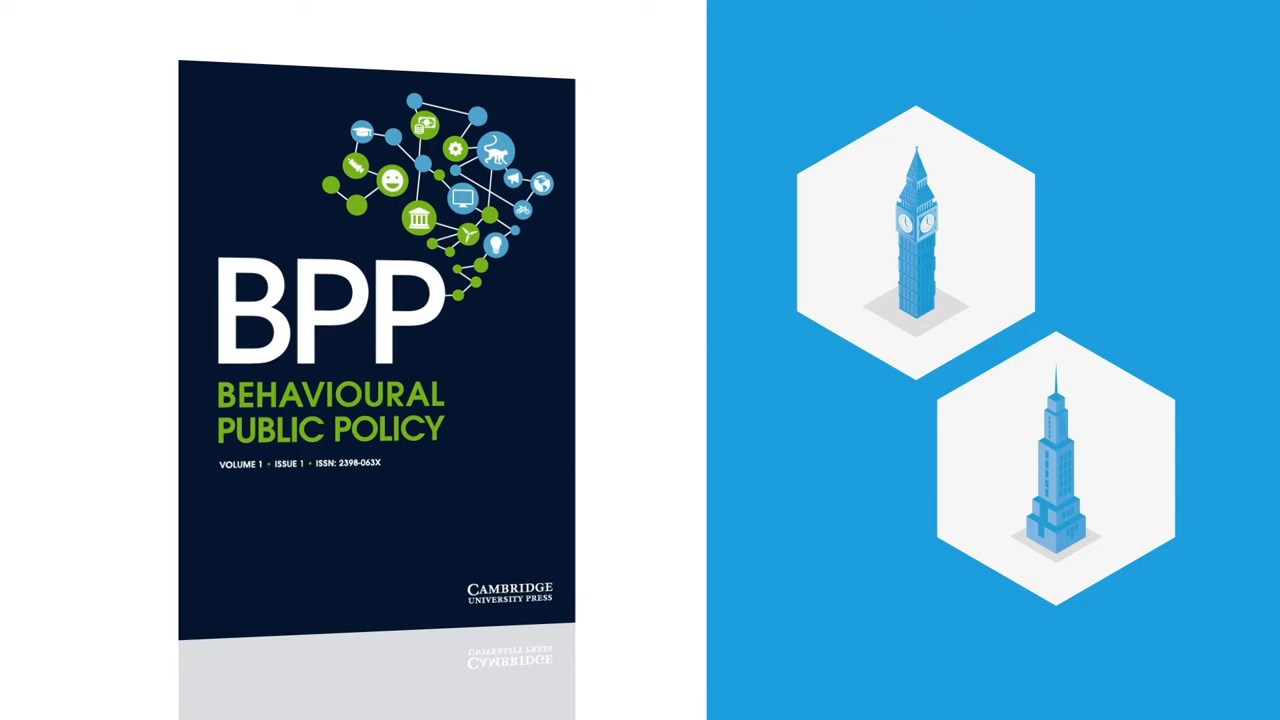 BPP
BEHAVIOURAL
PUBLIC POLICY
VOLUME 1 • ISSUE 1 • ISSN: 2398-063X
CAMBRIDGE
UNIVERSITY PRESS